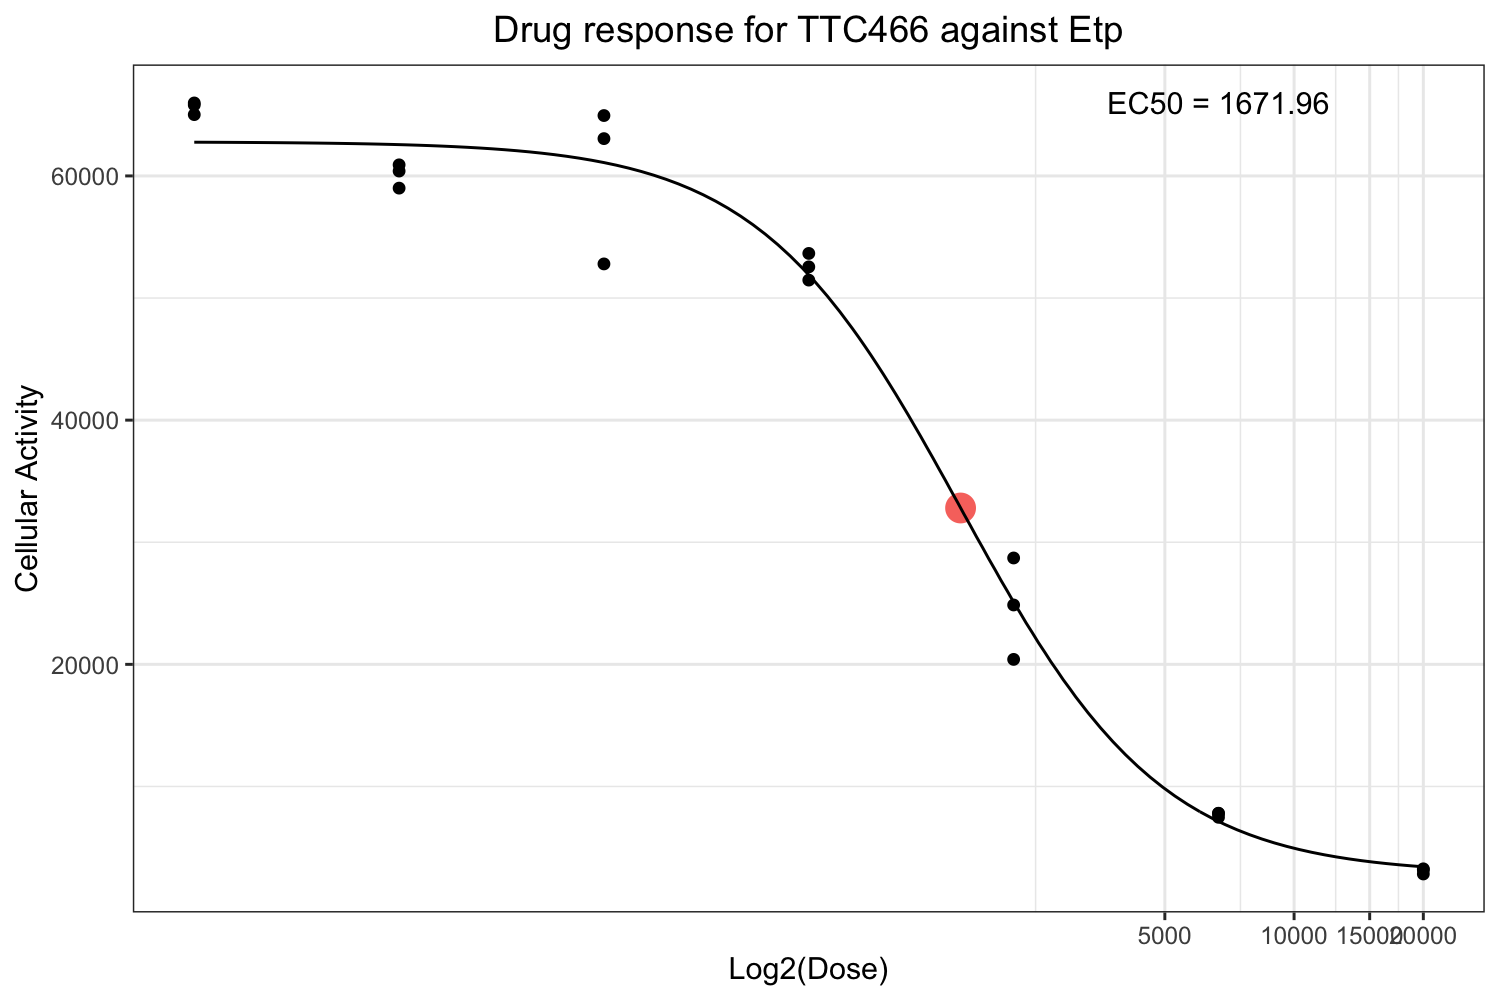 Drug response for TTC466 against Etp
EC50 = 1671.96
Cellular Activity
60000
40000
20000
5000
10000
15000
20000
Log2(Dose)